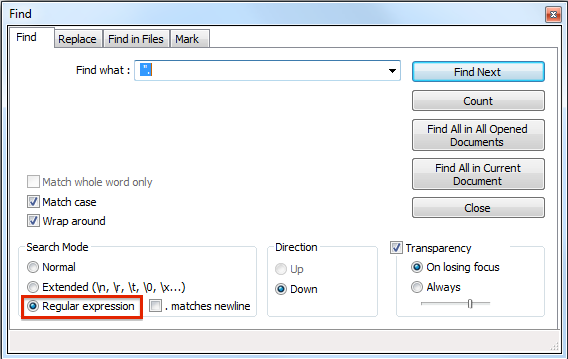 Find
Find
Replace
Find in Files
Mark
Find what :
Find Next
Count
Find All in All Opened
Documents
Find All in Current
Document
Close
Match whole word only
Match case
Wrap around
Search Mode
Normal
Extended (\n, \r, \t, \0, \x...)
Regular expression
. matches newline
Direction
Up
Down
Transparency
On losing focus
Always